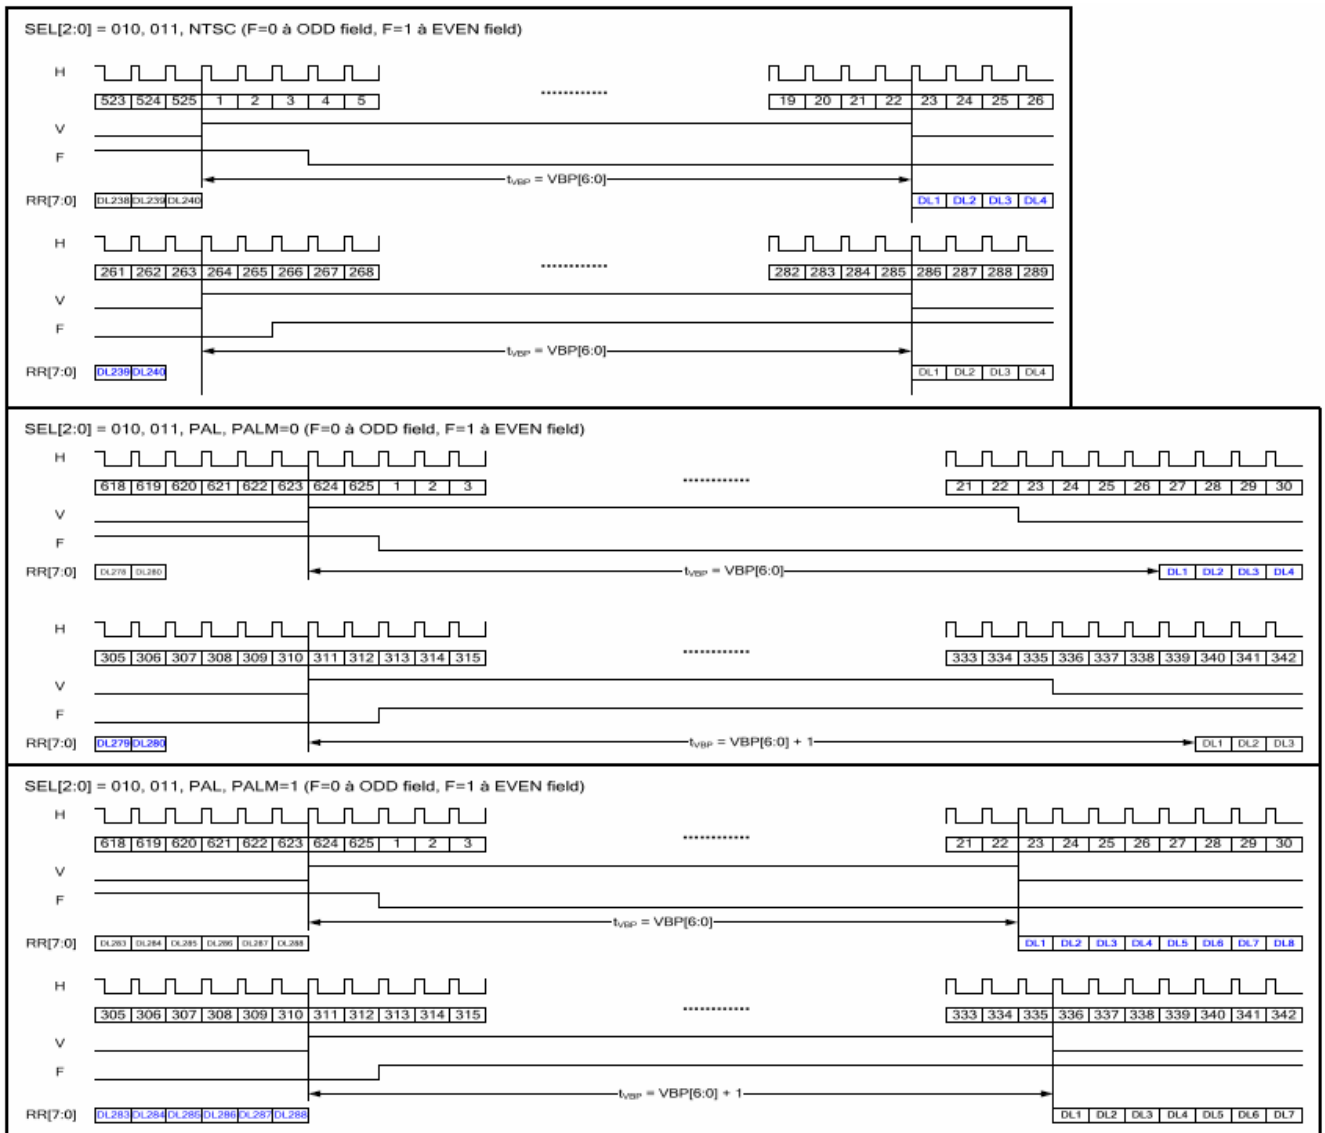 SEL[2:0] = 010, 011, NTSC (F=0 à ODD field, F=1 à EVEN field)
H
523 524 525 1 2 3 4 5 ............ 19 20 21 22 23 24 25 26
V
F
tVBP = VBP[6:0]
RR[7:0] DL238 DL239 DL240 DL1 DL2 DL3 DL4
H
261 262 263 264 265 266 267 268 ............ 282 283 284 285 286 287 288 289
V
F
tVBP = VBP[6:0]
RR[7:0] DL239 DL240 DL1 DL2 DL3 DL4
SEL[2:0] = 010, 011, PAL, PALM=0 (F=0 à ODD field, F=1 à EVEN field)
H
618 619 620 621 622 623 624 625 1 2 3 ............ 21 22 23 24 25 26 27 28 29 30
V
F
RR[7:0] DL278 DL280 tVBP = VBP[6:0] DL1 DL2 DL3 DL4
H
305 306 307 308 309 310 311 312 313 314 315 ............ 333 334 335 336 337 338 339 340 341 342
V
F
RR[7:0] DL279 DL280 tVBP = VBP[6:0] + 1 DL1 DL2 DL3
SEL[2:0] = 010, 011, PAL, PALM=1 (F=0 à ODD field, F=1 à EVEN field)
H
618 619 620 621 622 623 624 625 1 2 3 ............ 21 22 23 24 25 26 27 28 29 30
V
F
tVBP = VBP[6:0]
RR[7:0] DL283 DL284 DL285 DL286 DL287 DL288 DL1 DL2 DL3 DL4 DL5 DL6 DL7 DL8
H
305 306 307 308 309 310 311 312 313 314 315 ............ 333 334 335 336 337 338 339 340 341 342
V
F
tVBP = VBP[6:0] + 1
RR[7:0] DL283 DL284 DL285 DL286 DL287 DL288 DL1 DL2 DL3 DL4 DL5 DL6 DL7